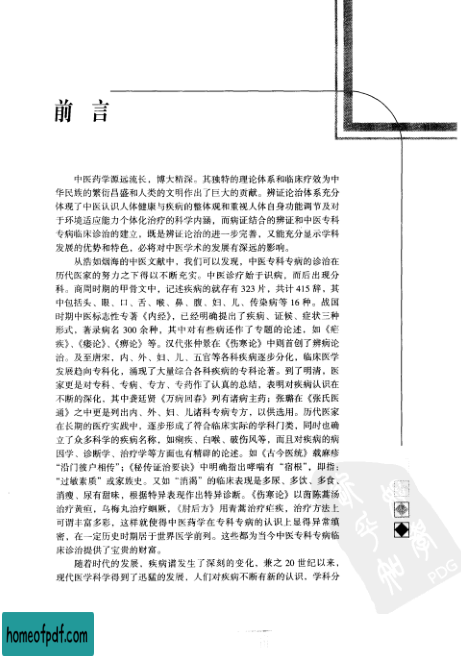 前 言
中医药学源远流长，博大精深。其独特的理论体系和临床疗效为中
华民族的繁衍昌盛和人类的文明作出了巨大的贡献。辨证论治体系充分
体现了中医认识人体健康与疾病的整体观和重视人体自身功能调节及对
于环境适应能力个体化治疗的科学内涵，而病证结合的辨证和中医专科
专病临床诊治的建立，既是辨证论治的进一步完善，又能充分显示学科
发展的优势和特色，必将对中医学术的发展有深远的影响。
从浩如烟海的中医文献中，我们可以发现，中医专科专病的诊治在
历代医家的努力之下得以不断充实。中医诊疗始于识病，而后出现分
科。商周时期的甲骨文中，记述疾病的就存有 323 片，共计 415 辞，其
中包括头、眼、口、舌、喉、鼻、腹、妇、儿、传染病等 16 种。战国
时期中医标志性专著《内经》，已经明确提出了疾病、证候、症状三种
形式，著录病名 300 余种，其中对有些病还作了专题的论述，如《疟
疾》、《痿论》、《痹论》等。汉代张仲景在《伤寒论》中则首创了辨病论
治。及至唐宋，内、外、妇、儿、五官等各科疾病逐步分化，临床医学
发展趋向专科化，涌现了大量综合各科疾病的专科论著。到了明清，医
家更是对专科、专病、专方、专药作了认真的总结，表明对疾病认识在
不断的深化，其中龚廷贤《万病回春》列有诸病主药；张璐在《张氏医
通》之中更是列出内、外、妇、儿诸科专病专方，以供选用。历代医家
在长期的医疗实践中，逐步形成了符合临床实际的学科门类，同时也确
立了众多科学的疾病名称，如痢疾、白喉、破伤风等，而且对疾病的病
因学、诊断学、治疗学等方面也有精辟的论述。如《古今医统》载麻疹
“沿门彼户相传”；《秘传证治要诀》中明确指出哮喘有“宿根”，即指：
“过敏素质”或家族史。又如“消渴”的临床表现是多尿、多饮、多食、
消瘦、尿有甜味，根据特异表现作出特异诊断。《伤寒论》以茵陈蒿汤
治疗黄疸，乌梅丸治疗蛔厥，《肘后方》用青蒿治疗疟疾，治疗方法上
可谓丰富多彩，这样就使得中医药学在专科专病的认识上显得异常缜
密，在一定历史时期居于世界医学前列。这些都为当今中医专科专病临
床诊治提供了宝贵的财富。
随着时代的发展，疾病谱发生了深刻的变化，兼之 20 世纪以来，
现代医学科学得到了迅猛的发展，人们对疾病不断有新的认识，学科分
PDG
homeofpdf.com